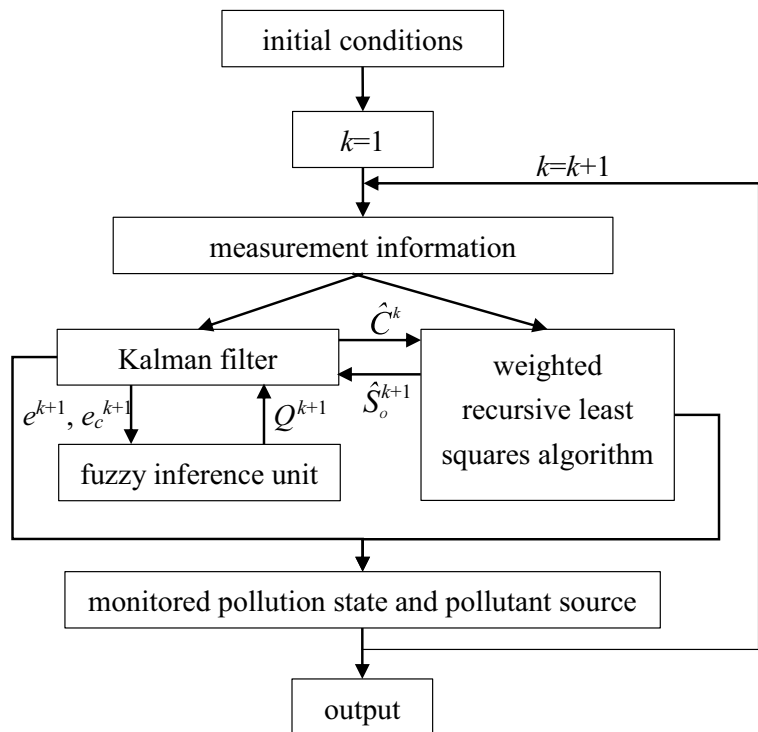 initial conditions
k=1
k=k+1
measurement information
Kalman filter
Ĉ^k
Ŝ_o^{k+1}
weighted
recursive least
squares algorithm
e^{k+1}, e_c^{k+1}
Q^{k+1}
fuzzy inference unit
monitored pollution state and pollutant source
output